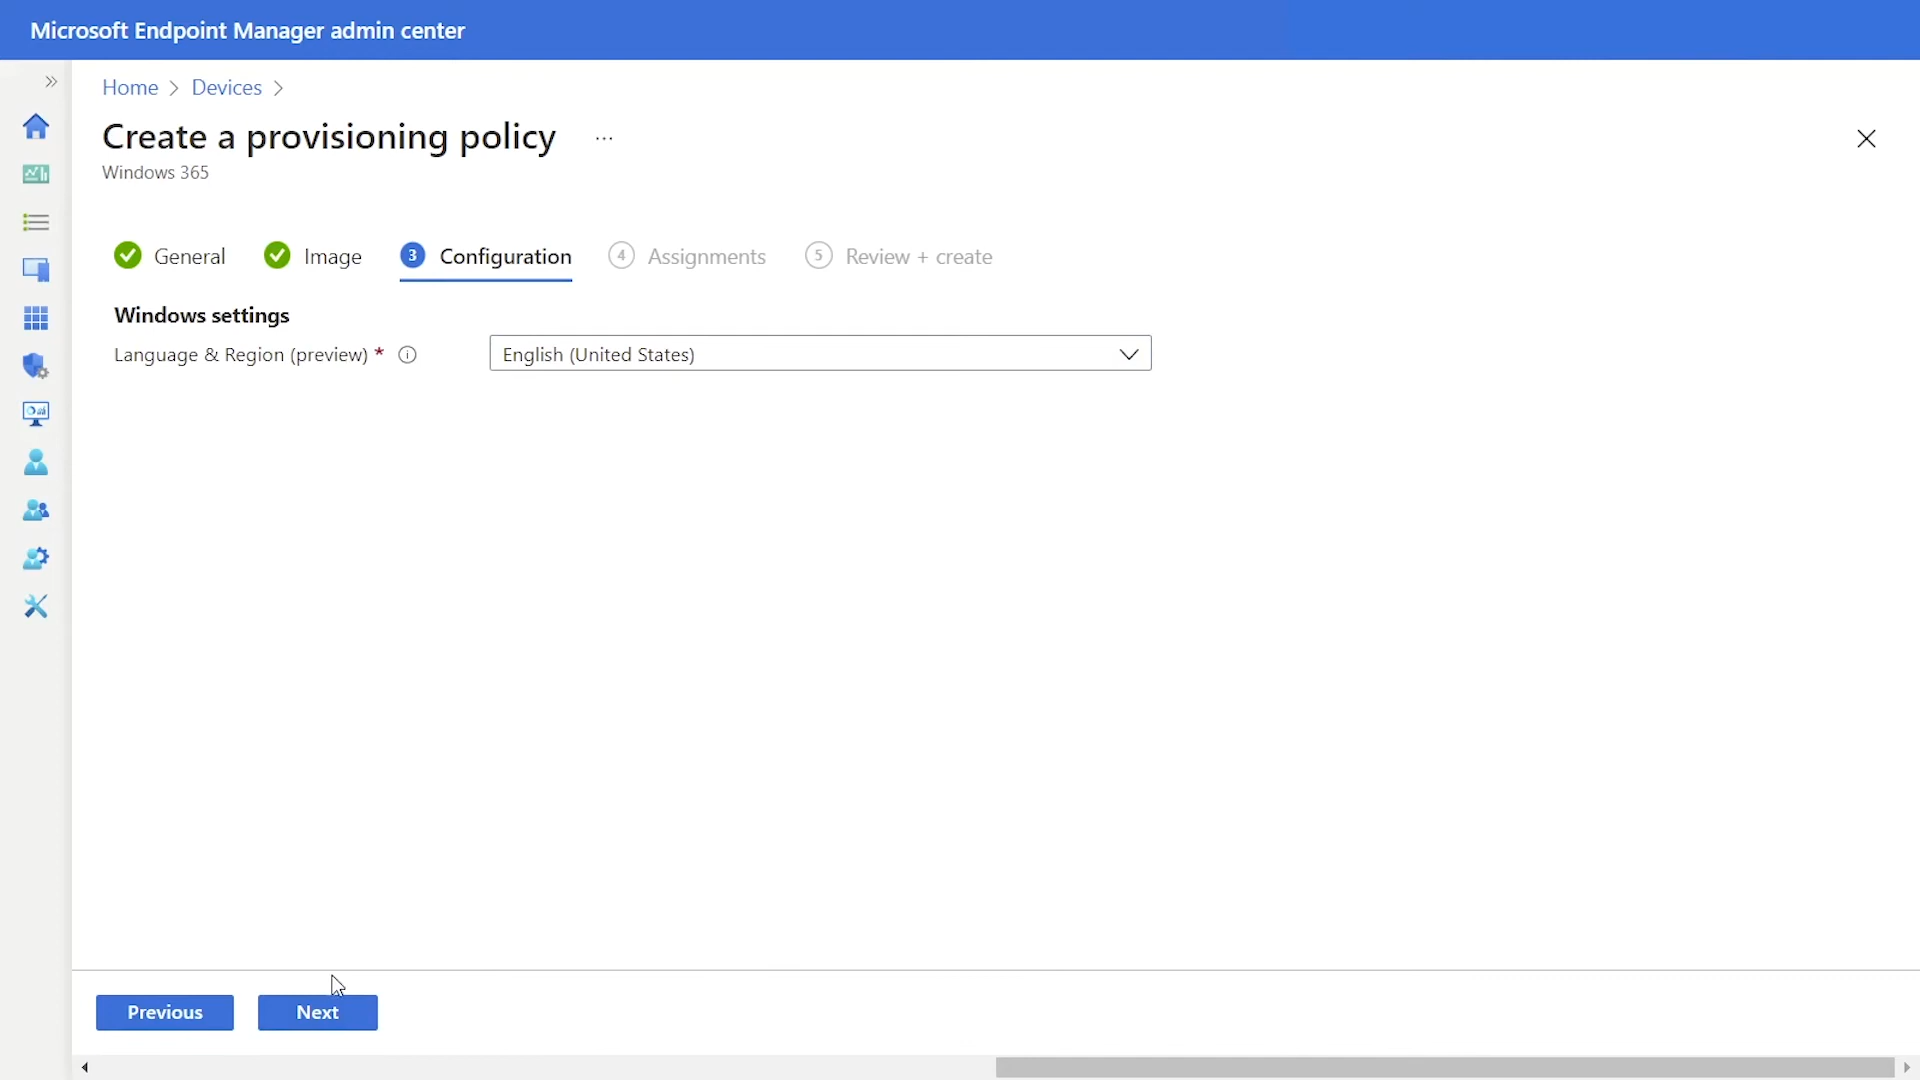 Microsoft Endpoint Manager admin center
Home > Devices >
Create a provisioning policy ...
Windows 365
General Image 3 Configuration 4 Assignments 5 Review + create
Windows settings
Language & Region (preview) * English (United States)
Previous Next